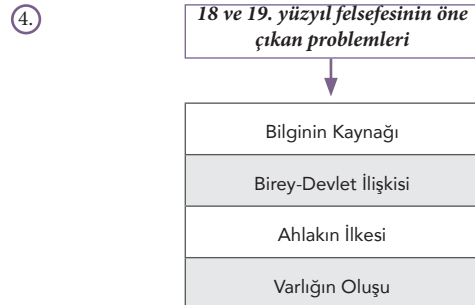 4.
18 ve 19. yüzyıl felsefesinin öne
çıkan problemleri
Bilginin Kaynağı
Birey-Devlet İlişkisi
Ahlakın İlkesi
Varlığın Oluşu